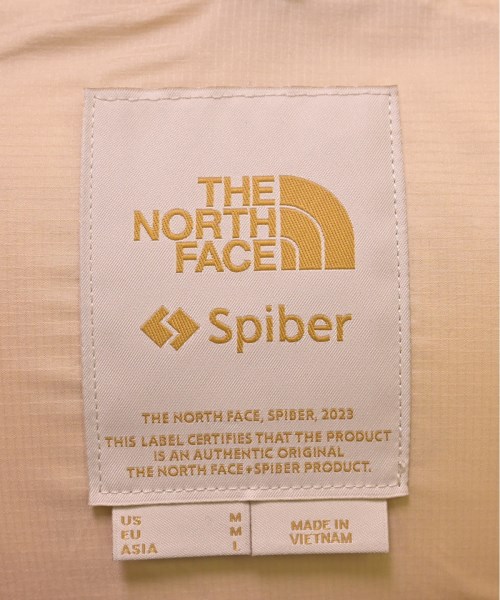 THE
NORTH
FACE
Spiber
THE NORTH FACE, SPIBER, 2023
THIS LABEL CERTIFIES THAT THE PRODUCT
IS AN AUTHENTIC ORIGINAL
THE NORTH FACE + SPIBER PRODUCT.
US M
EU M
ASIA L
MADE IN
VIETNAM